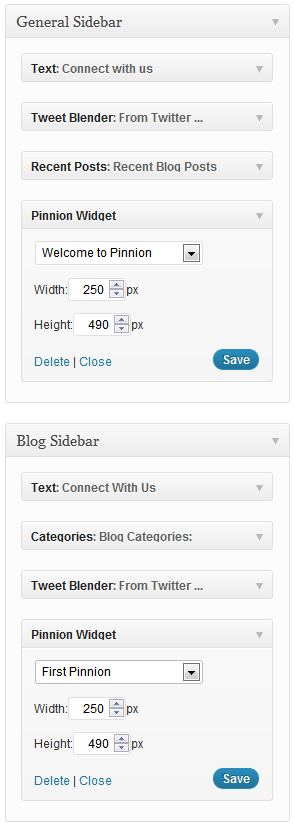 General Sidebar
Text: Connect with us
Tweet Blender: From Twitter ...
Recent Posts: Recent Blog Posts
Pinnion Widget
Welcome to Pinnion
Width: 250 px
Height: 490 px
Delete | Close Save
Blog Sidebar
Text: Connect With Us
Categories: Blog Categories:
Tweet Blender: From Twitter ...
Pinnion Widget
First Pinnion
Width: 250 px
Height: 490 px
Delete | Close Save